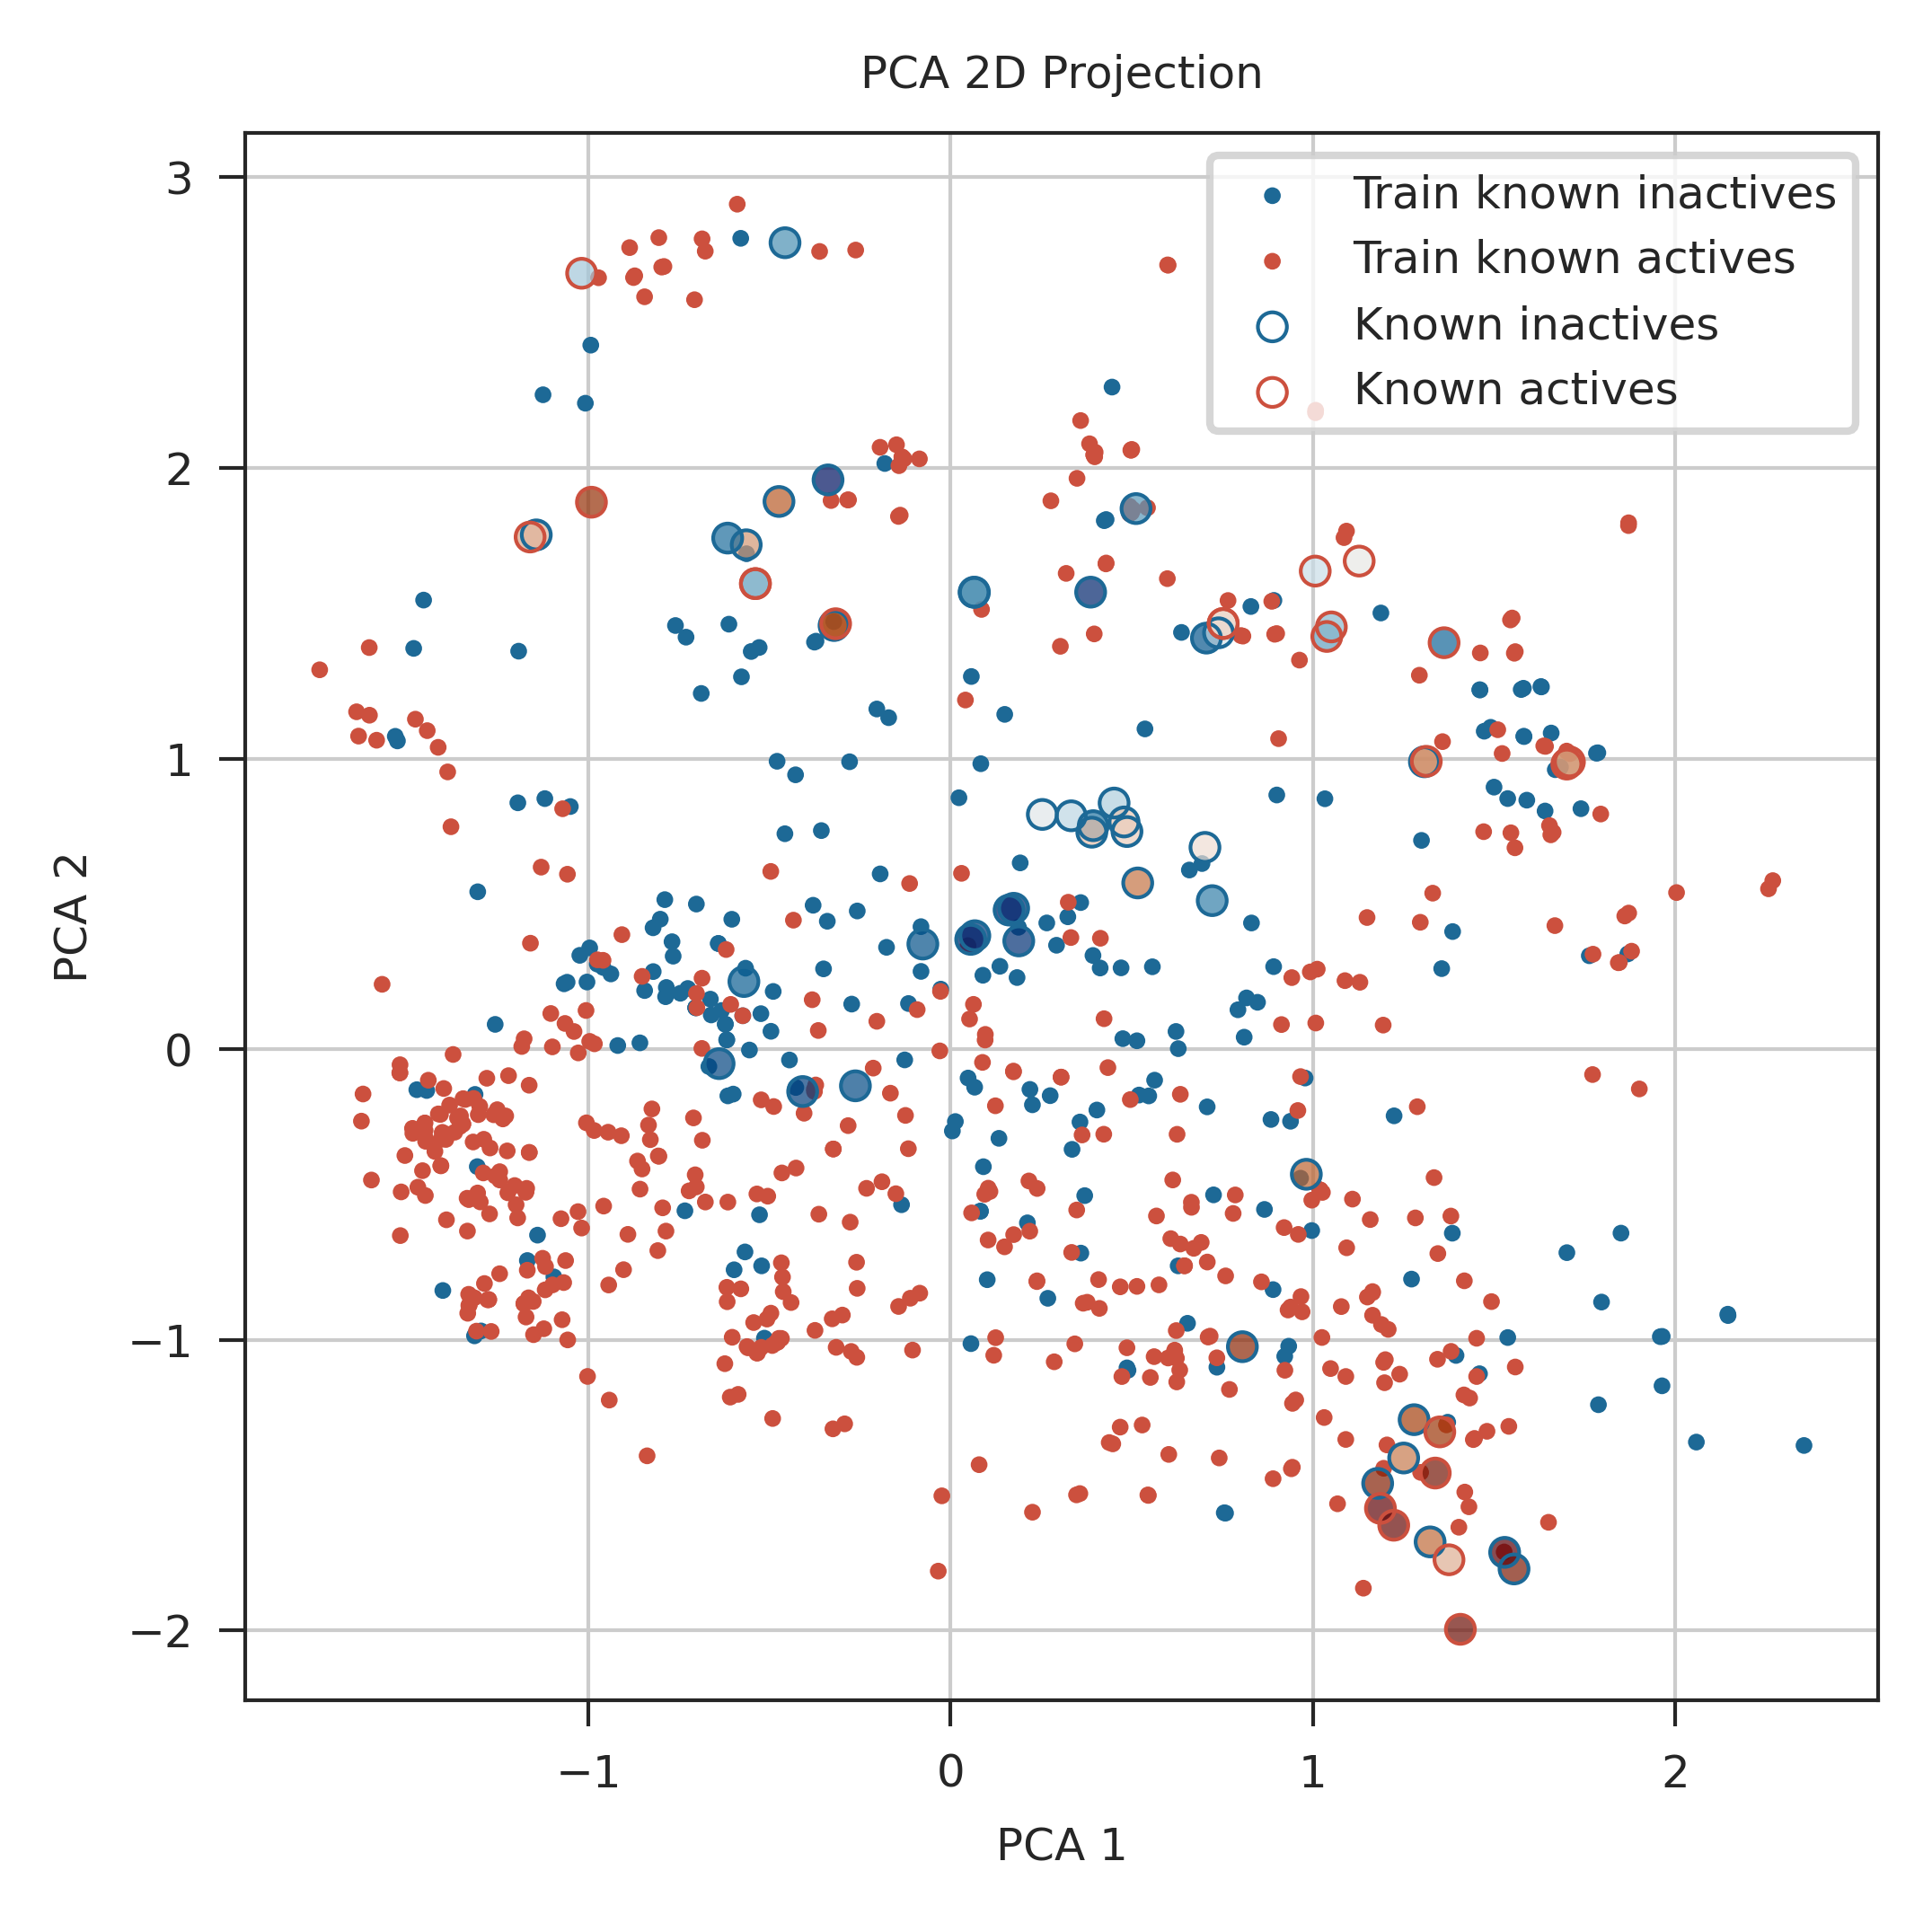 PCA 2D Projection
Train known inactives
Train known actives
Known inactives
Known actives
3
2
1
0
−1
−2
PCA 2
−1
0
1
2
PCA 1